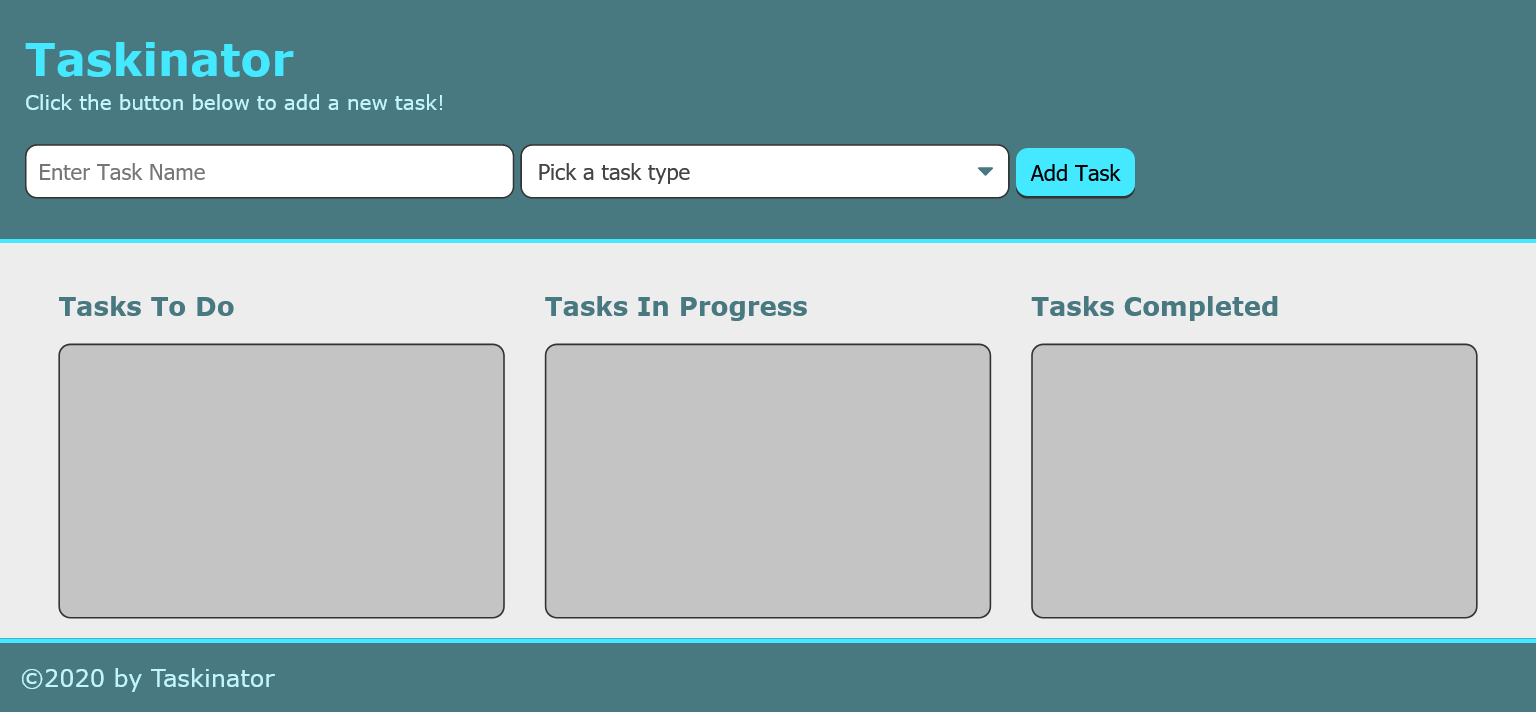 Taskinator
Click the button below to add a new task!
Enter Task Name
Pick a task type
Add Task
Tasks To Do
Tasks In Progress
Tasks Completed
©2020 by Taskinator